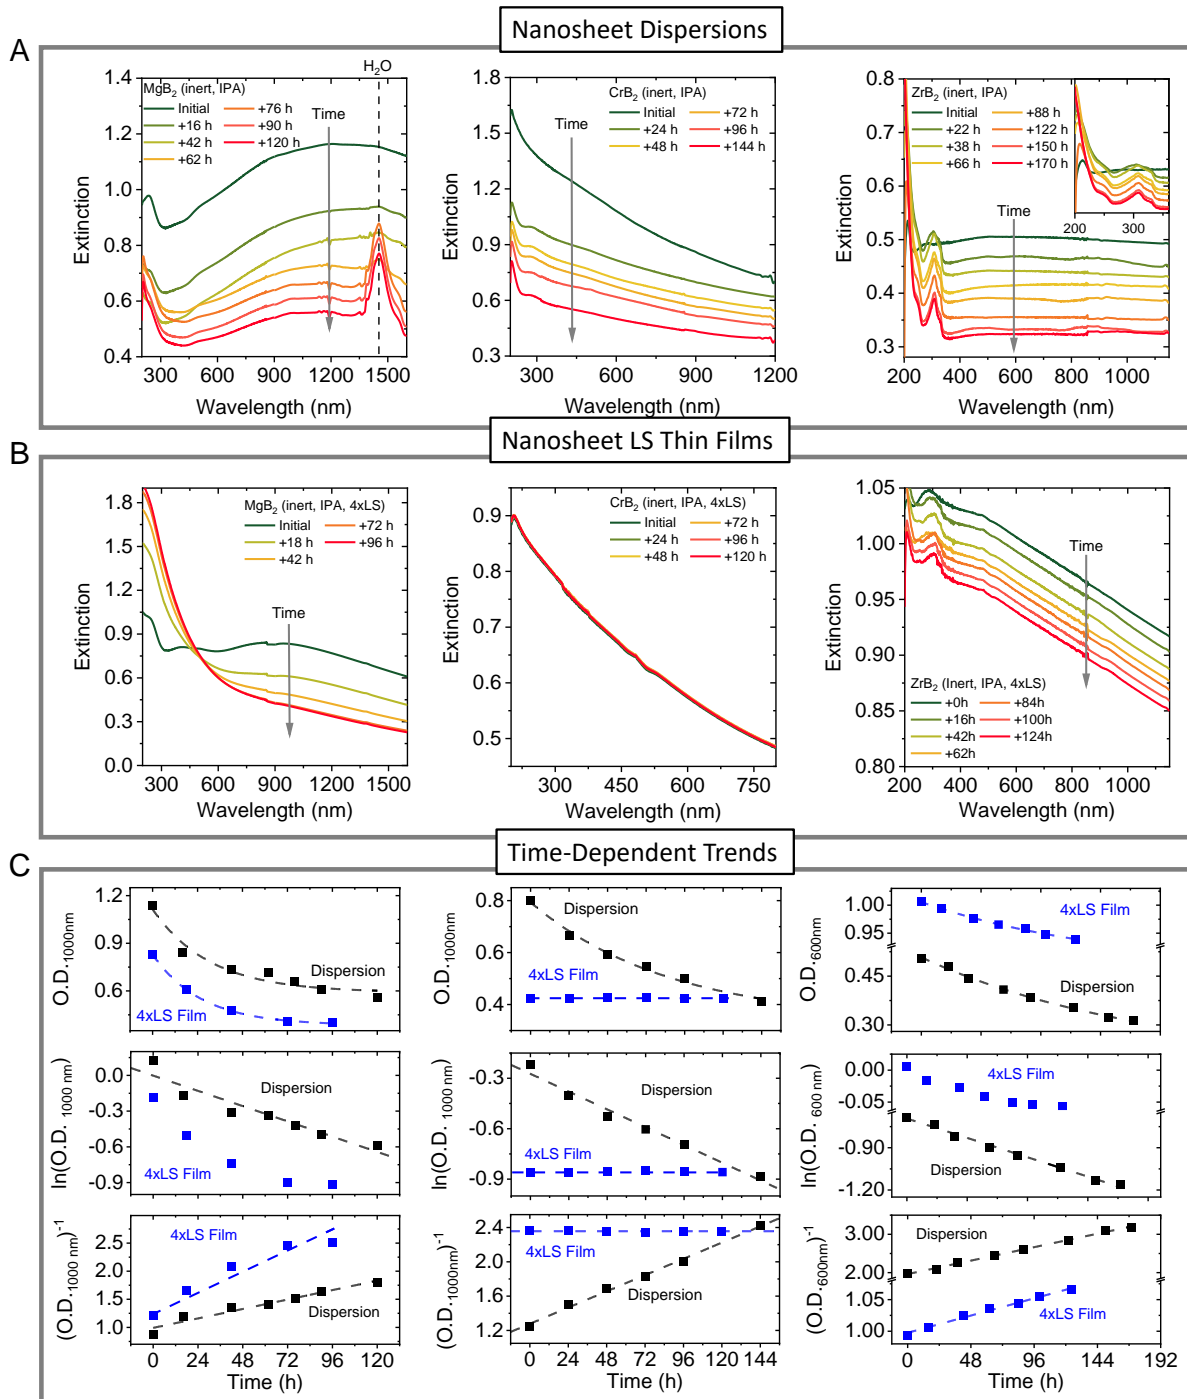 Nanosheet Dispersions
A
H₂O
MgB₂ (inert, IPA)
Initial
+16 h
+42 h
+62 h
+76 h
+90 h
+120 h
Time
Extinction
1.4
1.2
1.0
0.8
0.6
0.4
300 600 900 1200 1500
Wavelength (nm)
CrB₂ (inert, IPA)
Initial
+24 h
+48 h
+72 h
+96 h
+144 h
Time
Extinction
2.1
1.8
1.5
1.2
0.9
0.6
0.3
300 600 900 1200
Wavelength (nm)
ZrB₂ (inert, IPA)
Initial
+22 h
+38 h
+66 h
+88 h
+122 h
+150 h
+170 h
200 300
Time
Extinction
0.8
0.7
0.6
0.5
0.4
0.3
200 400 600 800 1000
Wavelength (nm)
Nanosheet LS Thin Films
B
MgB₂ (inert, IPA, 4xLS)
Initial
+18 h
+42 h
+72 h
+96 h
Time
Extinction
1.8
1.5
1.2
0.9
0.6
0.3
0.0
300 600 900 1200 1500
Wavelength (nm)
CrB₂ (inert, IPA, 4xLS)
Initial
+24 h
+48 h
+72 h
+96 h
+120 h
Extinction
0.9
0.8
0.7
0.6
0.5
300 450 600 750
Wavelength (nm)
Time
ZrB₂ (Inert, IPA, 4xLS)
+0h
+16h
+42h
+62h
+84h
+100h
+124h
Extinction
1.05
1.00
0.95
0.90
0.85
0.80
200 400 600 800 1000
Wavelength (nm)
Time-Dependent Trends
C
O.D.1000nm
1.2
0.9
0.6
Dispersion
4xLS Film
O.D.1000nm
0.8
0.6
0.4
0.2
Dispersion
4xLS Film
O.D.600nm
1.00
0.95
0.45
0.30
4xLS Film
Dispersion
ln(O.D. 1000 nm)
0.0
-0.3
-0.6
-0.9
Dispersion
4xLS Film
ln(O.D. 1000 nm)
-0.3
-0.6
-0.9
Dispersion
4xLS Film
ln(O.D. 600 nm)
0.00
-0.05
-0.90
-1.20
4xLS Film
Dispersion
(O.D.1000 nm)⁻¹
2.5
2.0
1.5
1.0
4xLS Film
Dispersion
0 24 48 72 96 120
Time (h)
(O.D.1000nm)⁻¹
2.4
2.0
1.6
1.2
4xLS Film
Dispersion
0 24 48 72 96 120 144
Time (h)
(O.D.600nm)⁻¹
3.00
2.00
1.05
1.00
Dispersion
4xLS Film
0 48 96 144 192
Time (h)